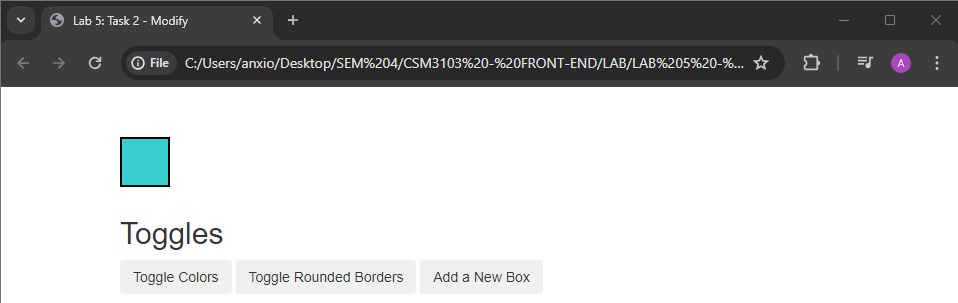 Lab 5: Task 2 - Modify
File C:/Users/anxio/Desktop/SEM%204/CSM3103%20-%20FRONT-END/LAB/LAB%205%20-%... A
Toggles
Toggle Colors Toggle Rounded Borders Add a New Box